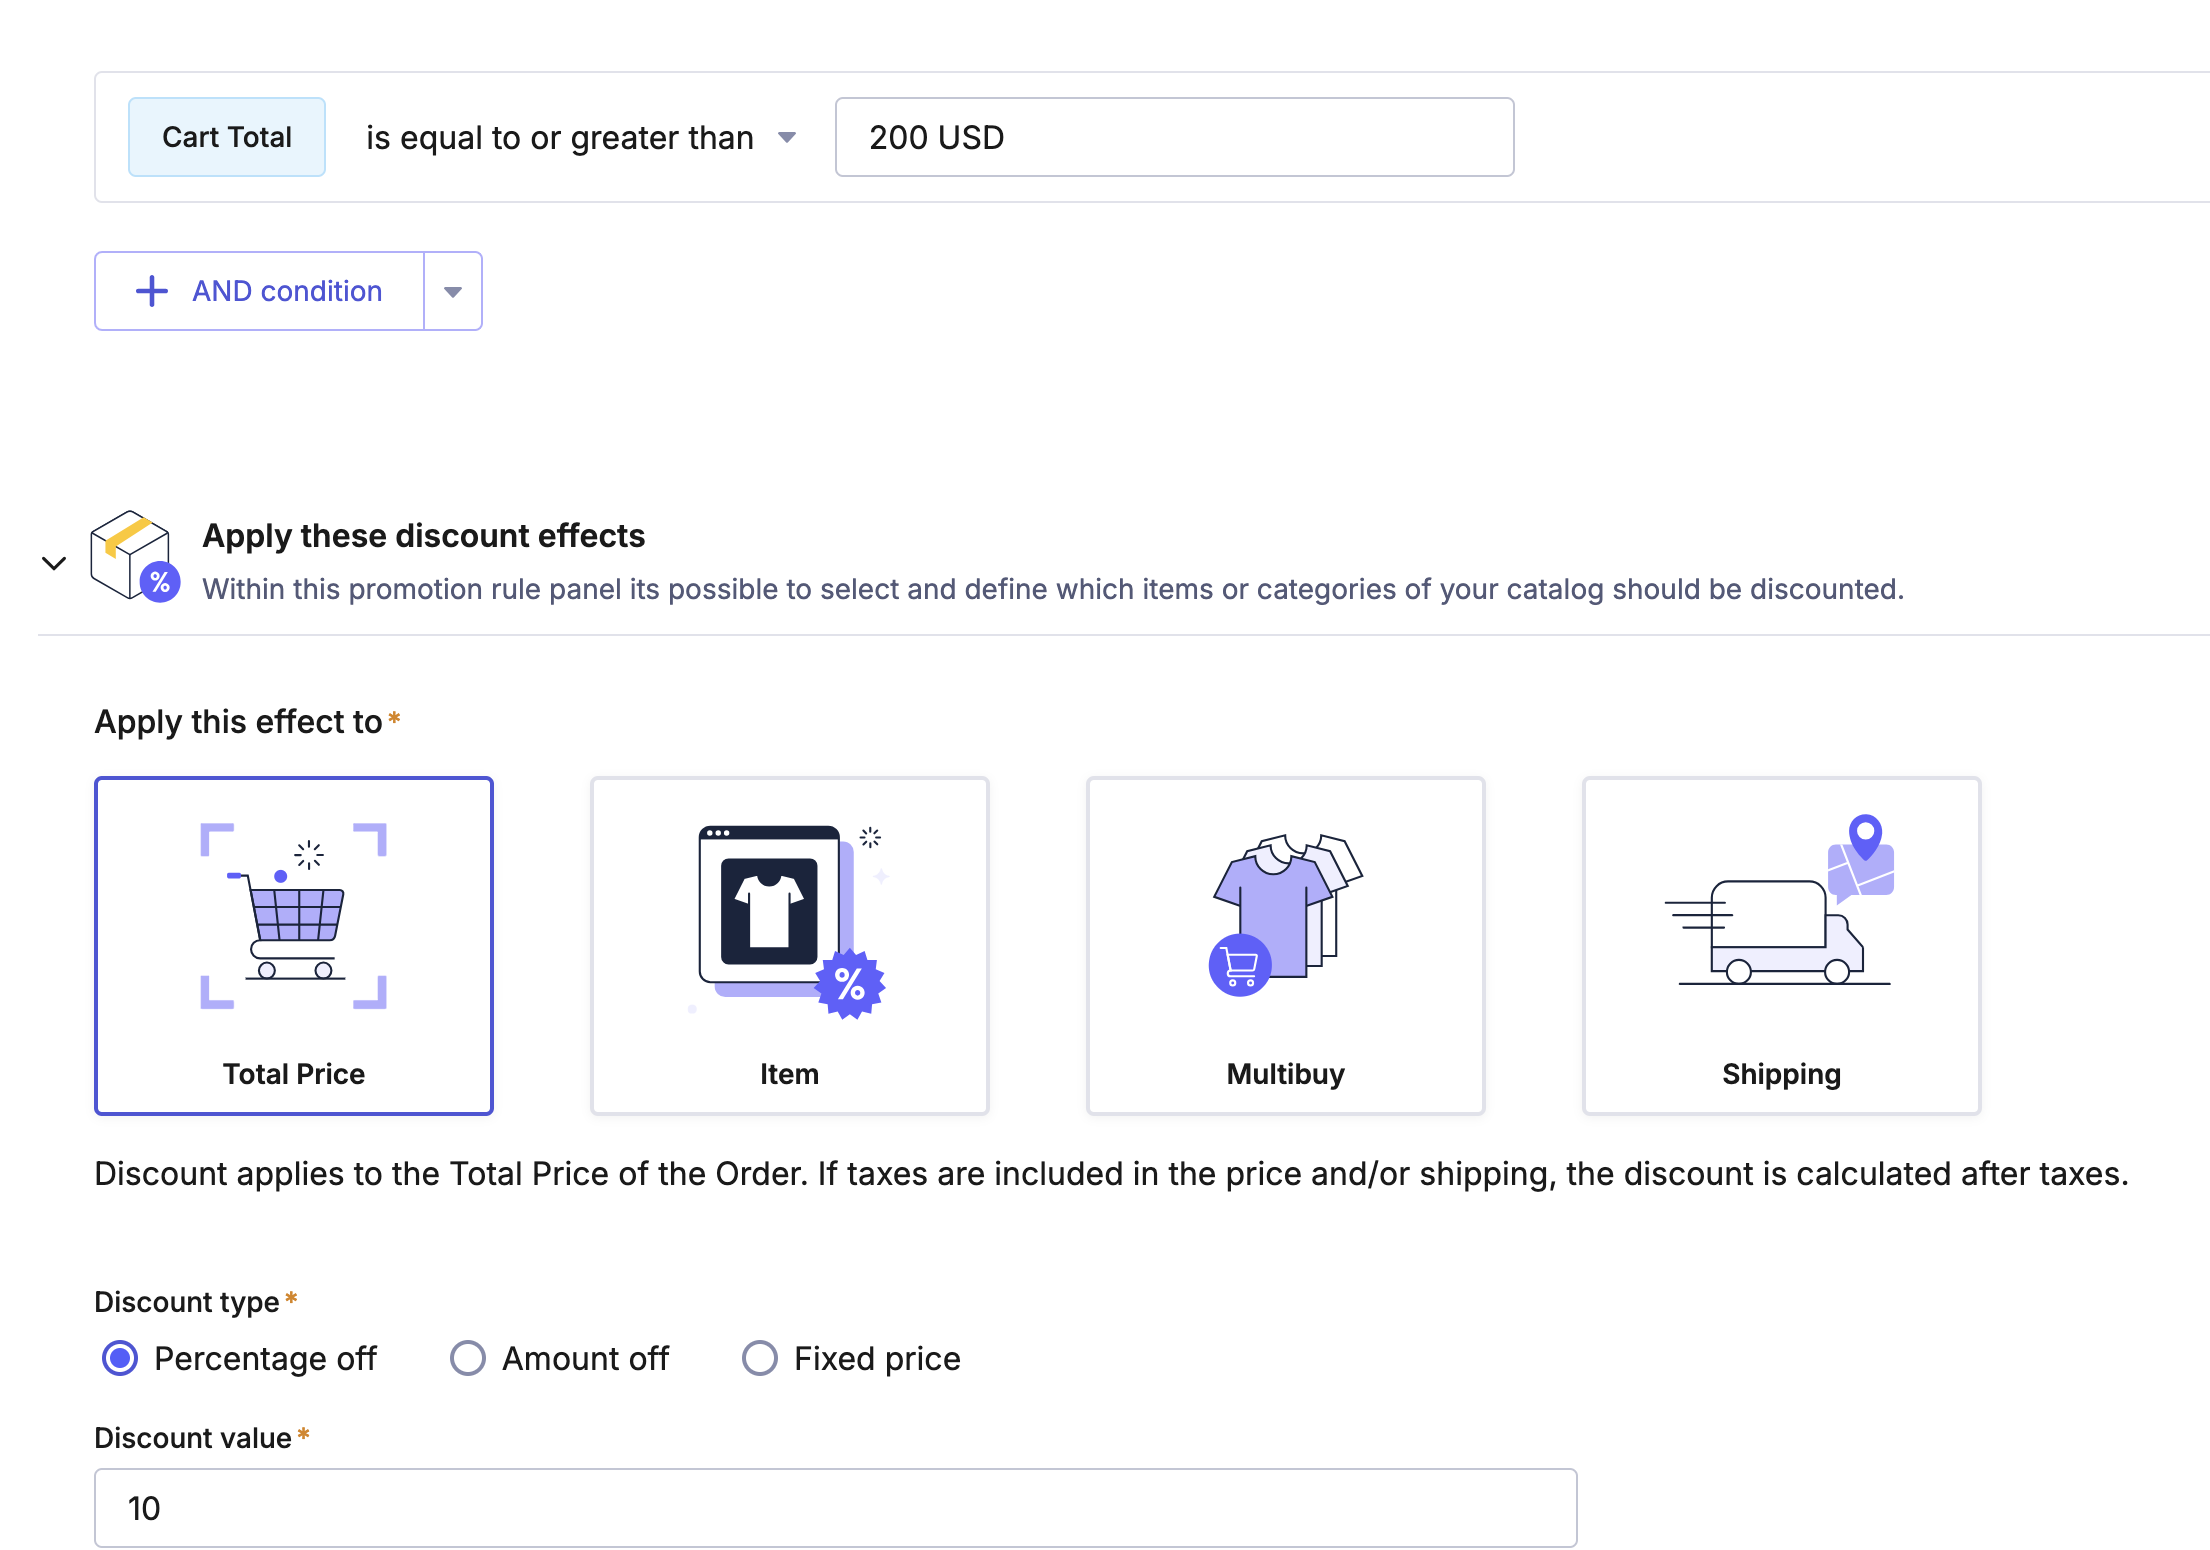 Cart Total is equal to or greater than 200 USD
AND condition
Apply these discount effects
%
Within this promotion rule panel its possible to select and define which items or categories of your catalog should be discounted.
Apply this effect to*
%
Total Price Item Multibuy Shipping
Discount applies to the Total Price of the Order. If taxes are included in the price and/or shipping, the discount is calculated after taxes.
Discount type*
Percentage off Amount off Fixed price
Discount value*
10